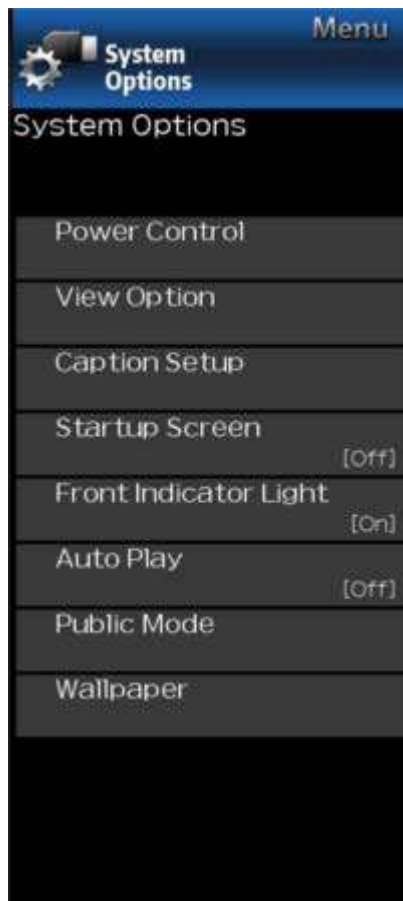 Menu
System
Options
System Options
Power Control
View Option
Caption Setup
Startup Screen
[Off]
Front Indicator Light
[On]
Auto Play
[Off]
Public Mode
Wallpaper